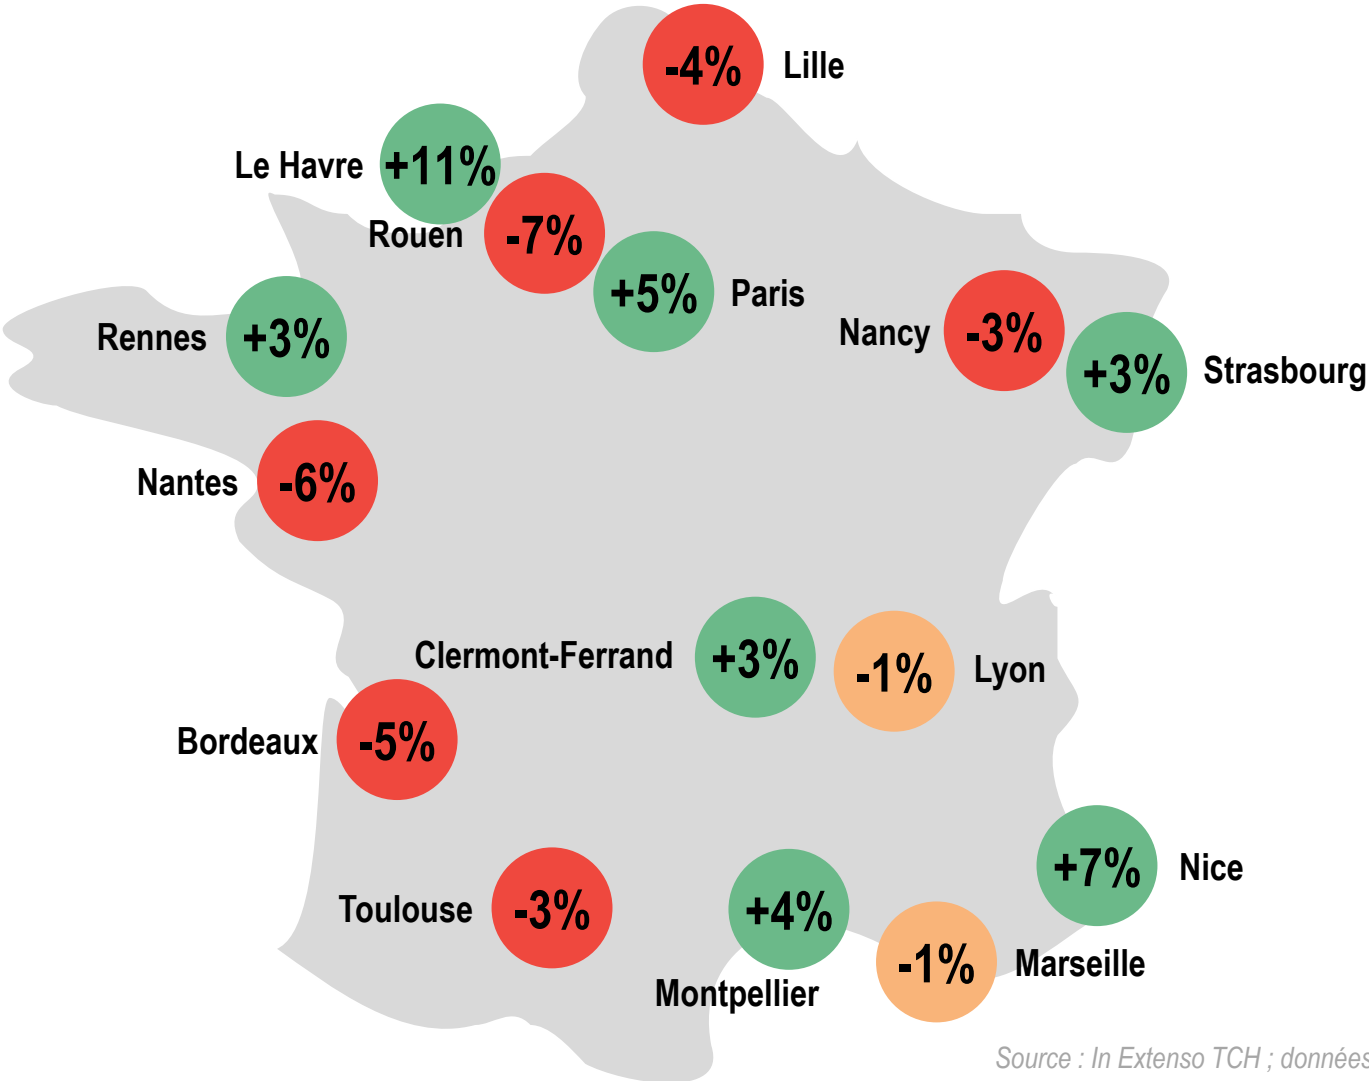 -4% Lille
Le Havre +11%
Rouen -7%
+5% Paris
Rennes +3%
Nancy -3%
+3% Strasbourg
Nantes -6%
Clermont-Ferrand +3%
-1% Lyon
Bordeaux -5%
+7% Nice
Toulouse -3%
+4%
Montpellier
-1% Marseille
Source : In Extenso TCH ; données